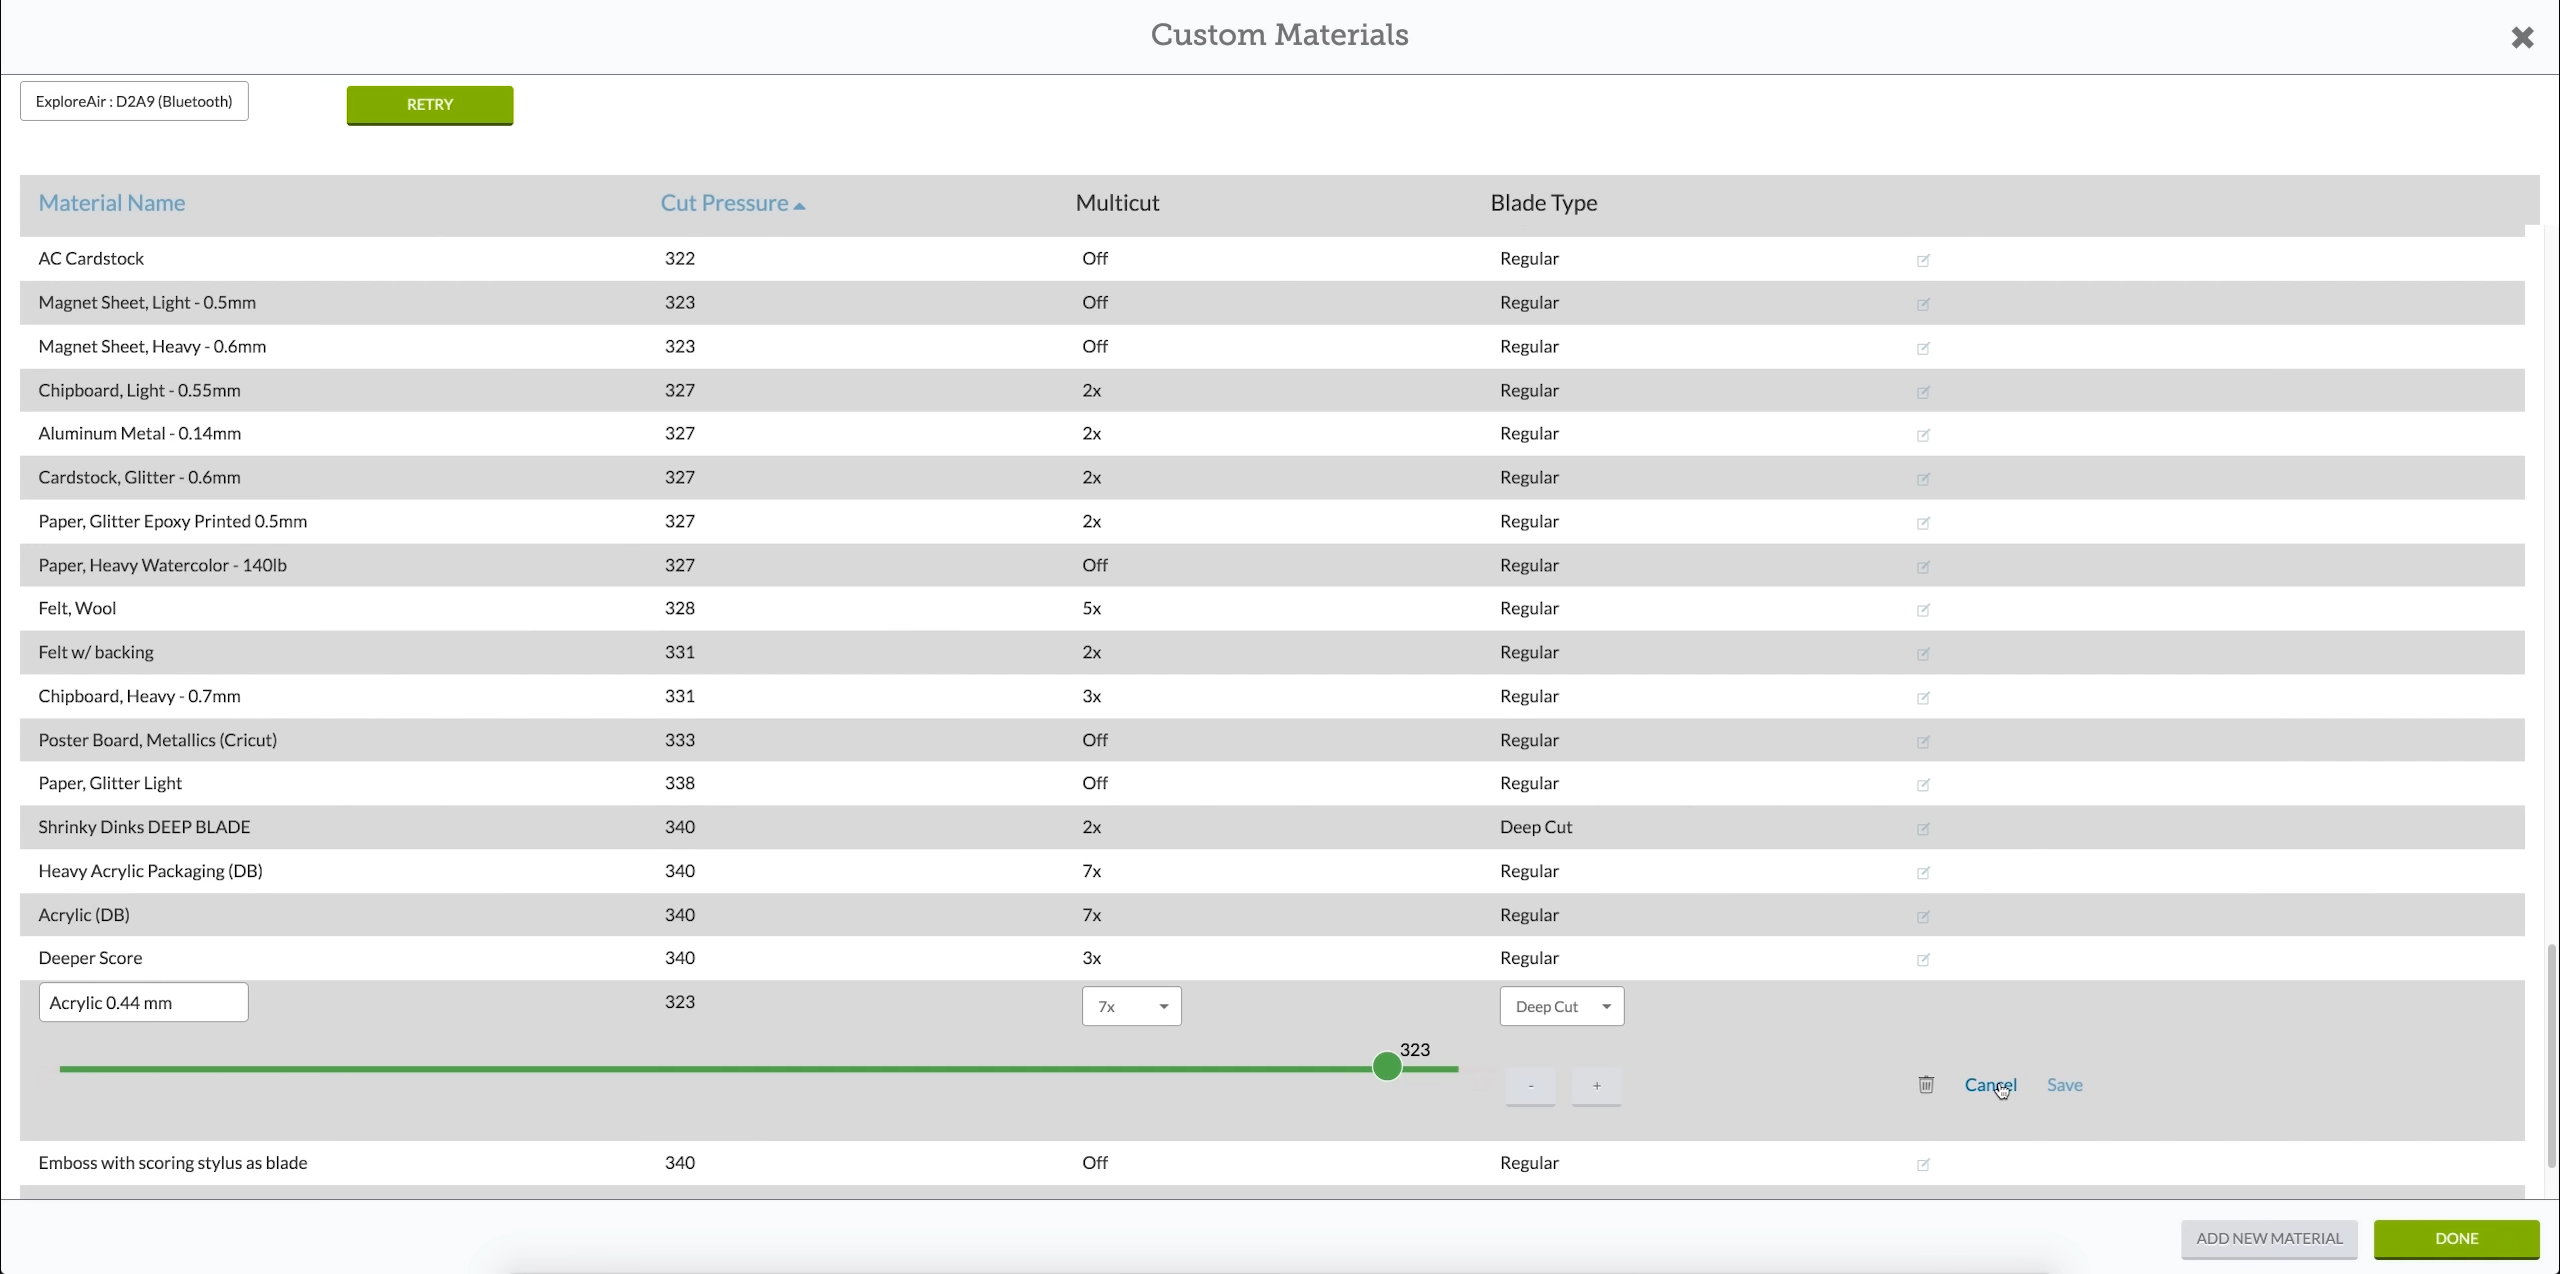 Custom Materials
ExploreAir : D2A9 (Bluetooth) RETRY
Material Name Cut Pressure Multicut Blade Type
AC Cardstock 322 Off Regular
Magnet Sheet, Light - 0.5mm 323 Off Regular
Magnet Sheet, Heavy - 0.6mm 323 Off Regular
Chipboard, Light - 0.55mm 327 2x Regular
Aluminum Metal - 0.14mm 327 2x Regular
Cardstock, Glitter - 0.6mm 327 2x Regular
Paper, Glitter Epoxy Printed 0.5mm 327 2x Regular
Paper, Heavy Watercolor - 140lb 327 Off Regular
Felt, Wool 328 5x Regular
Felt w/ backing 331 2x Regular
Chipboard, Heavy - 0.7mm 331 3x Regular
Poster Board, Metallics (Cricut) 333 Off Regular
Paper, Glitter Light 338 Off Regular
Shrinky Dinks DEEP BLADE 340 2x Deep Cut
Heavy Acrylic Packaging (DB) 340 7x Regular
Acrylic (DB) 340 7x Regular
Deeper Score 340 3x Regular
Acrylic 0.44 mm 323 7x Deep Cut
323
- + Cancel Save
Emboss with scoring stylus as blade 340 Off Regular
ADD NEW MATERIAL DONE